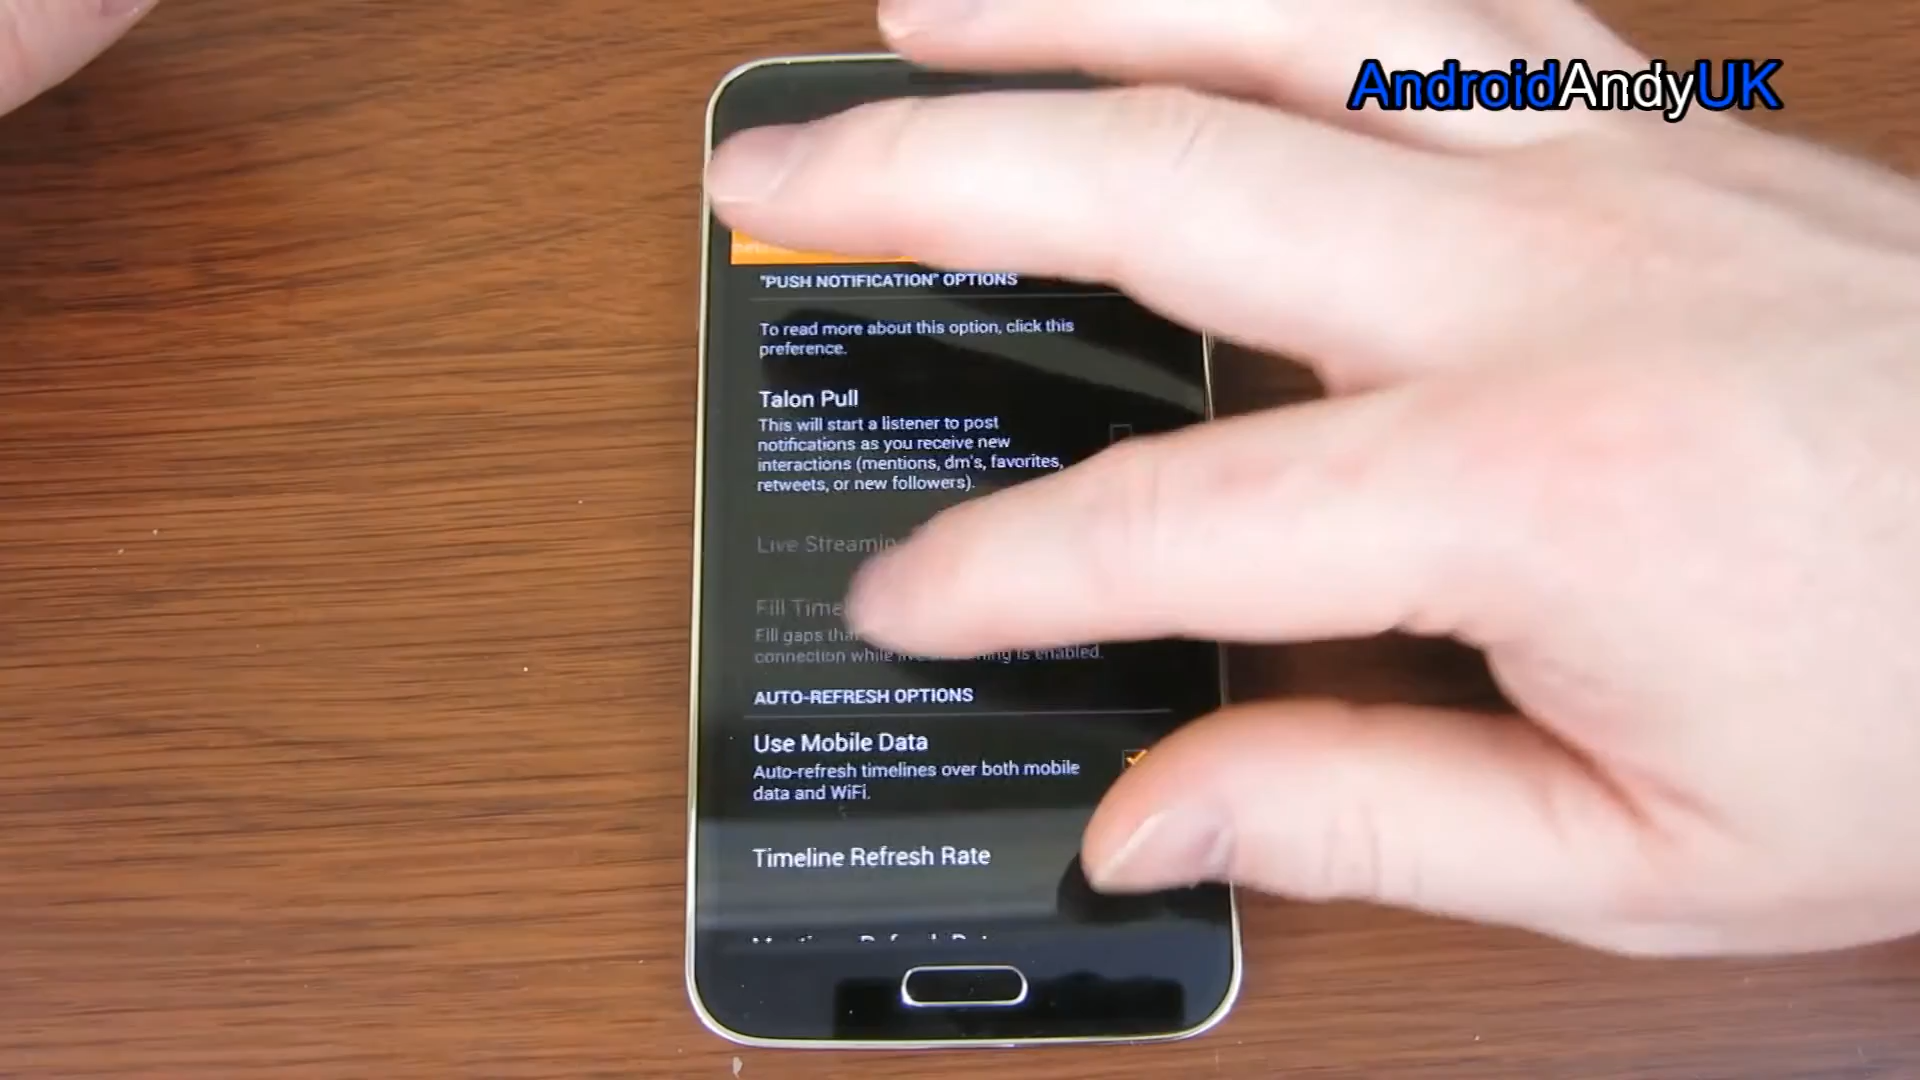 AndroidAndyUK
"PUSH NOTIFICATION" OPTIONS
To read more about this option, click this
preference.
Talon Pull
This will start a listener to post
notifications as you receive new
interactions (mentions, dm's, favorites,
retweets, or new followers).
Live
Fill
Fill gaps
connection while is enabled.
AUTO-REFRESH OPTIONS
Use Mobile Data
Auto-refresh timelines over both mobile
data and WiFi.
Timeline Refresh Rate